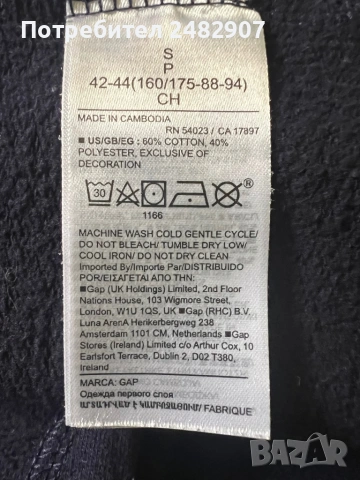 Потребител 2482907
S
P
42-44(160/175-88-94)
CH
MADE IN CAMBODIA
RN 54023 / CA 17897
■ US/GB/EG: 60% COTTON, 40%
POLYESTER, EXCLUSIVE OF
DECORATION
30
1166
MACHINE WASH COLD GENTLE CYCLE/
DO NOT BLEACH/ TUMBLE DRY LOW/
COOL IRON/ DO NOT DRY CLEAN
Imported By/Importe Par/DISTRIBUIDO
POR/ΕΙΣΑΓΕΤΑΙ ΑΠΟ ΤΗΝ:
■Gap (UK Holdings) Limited, 2nd Floor
Nations House, 103 Wigmore Street,
London, W1U 1QS, UK■Gap (RHC) B.V.
Luna ArenA Herikerbergweg 238
Amsterdam 1101 CM, Netherlands ■Gap
Stores (Ireland) Limited c/o Arthur Cox, 10
Earlsfort Terrace, Dublin 2, D02 T380,
Ireland
MARCA: GAP
Одежда первого слоя
FABRIQUE
BAZAR